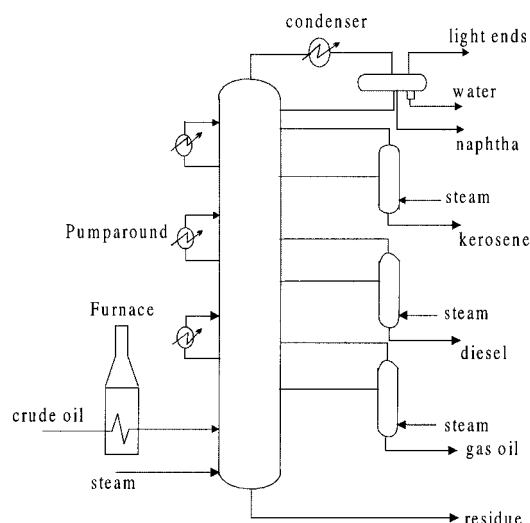 condenser
light ends
water
naphtha
steam
kerosene
Pumparound
steam
diesel
Furnace
crude oil
steam
gas oil
steam
residue